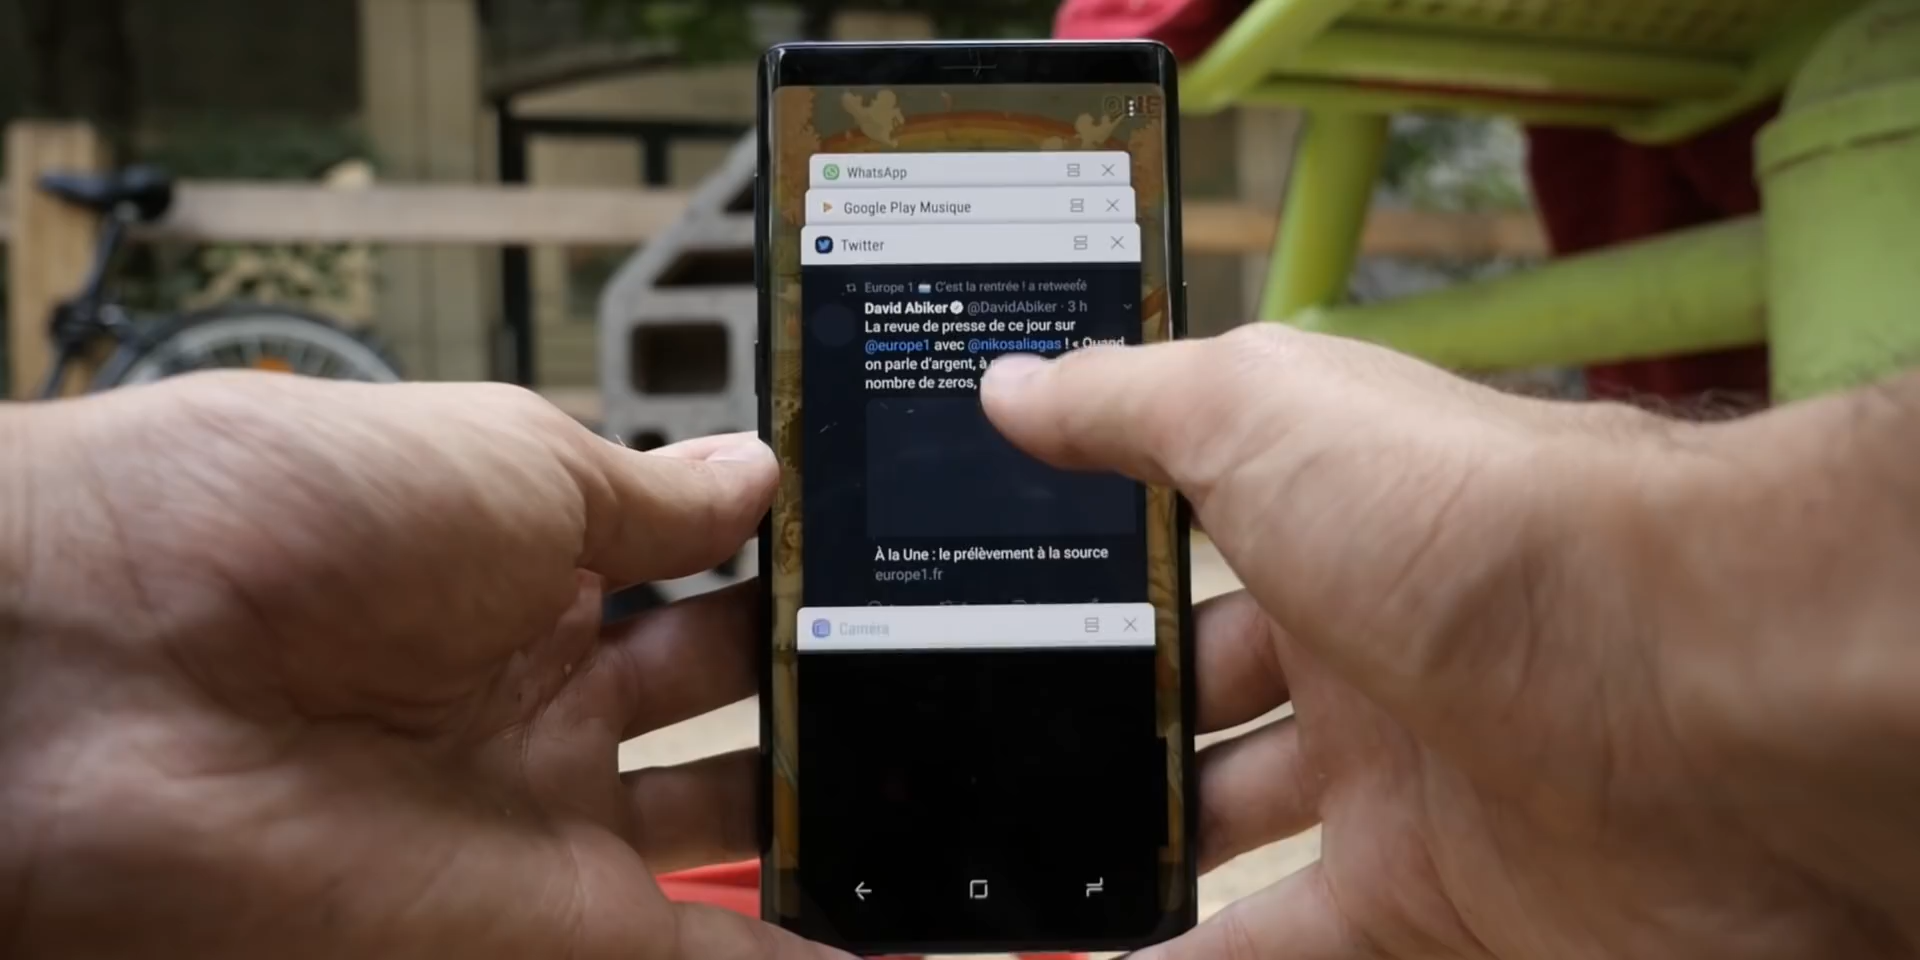 WhatsApp
Google Play Musique
Twitter
Europe 1 C'est la rentrée ! a retweeté
David Abiker @DavidAbiker · 3 h
La revue de presse de ce jour sur
@europe1 avec @nikosaliagas ! « Quand
on parle d'argent, à
nombre de zeros,
À la Une : le prélèvement à la source
europe1.fr
Caméra